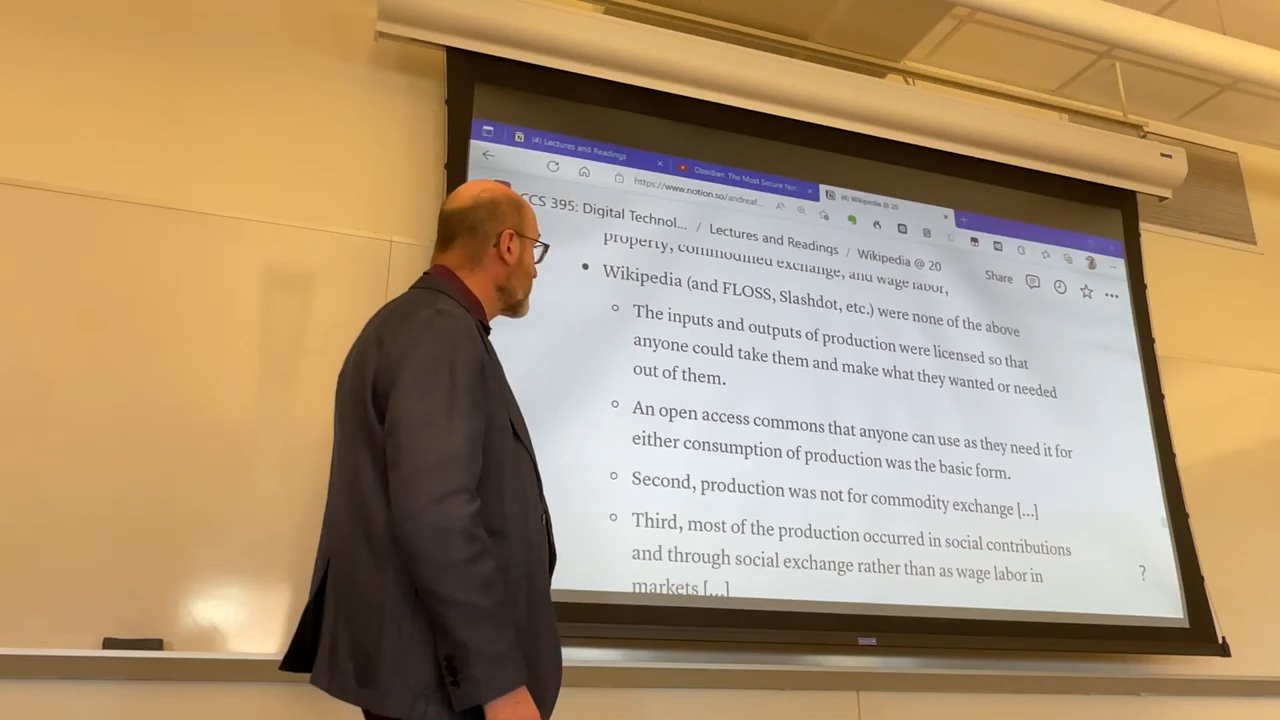 (4) Lectures and Readings
Obsidian: The Most Secure Not
(4) Wikipedia @ 20
https://www.notion.so/andreaf...
CCS 395: Digital Technol... / Lectures and Readings / Wikipedia @ 20
Share
property, commodified exchange, and wage labor,
• Wikipedia (and FLOSS, Slashdot, etc.) were none of the above
◦ The inputs and outputs of production were licensed so that
anyone could take them and make what they wanted or needed
out of them.
◦ An open access commons that anyone can use as they need it for
either consumption of production was the basic form.
◦ Second, production was not for commodity exchange [...]
◦ Third, most of the production occurred in social contributions
and through social exchange rather than as wage labor in
markets [...]
?